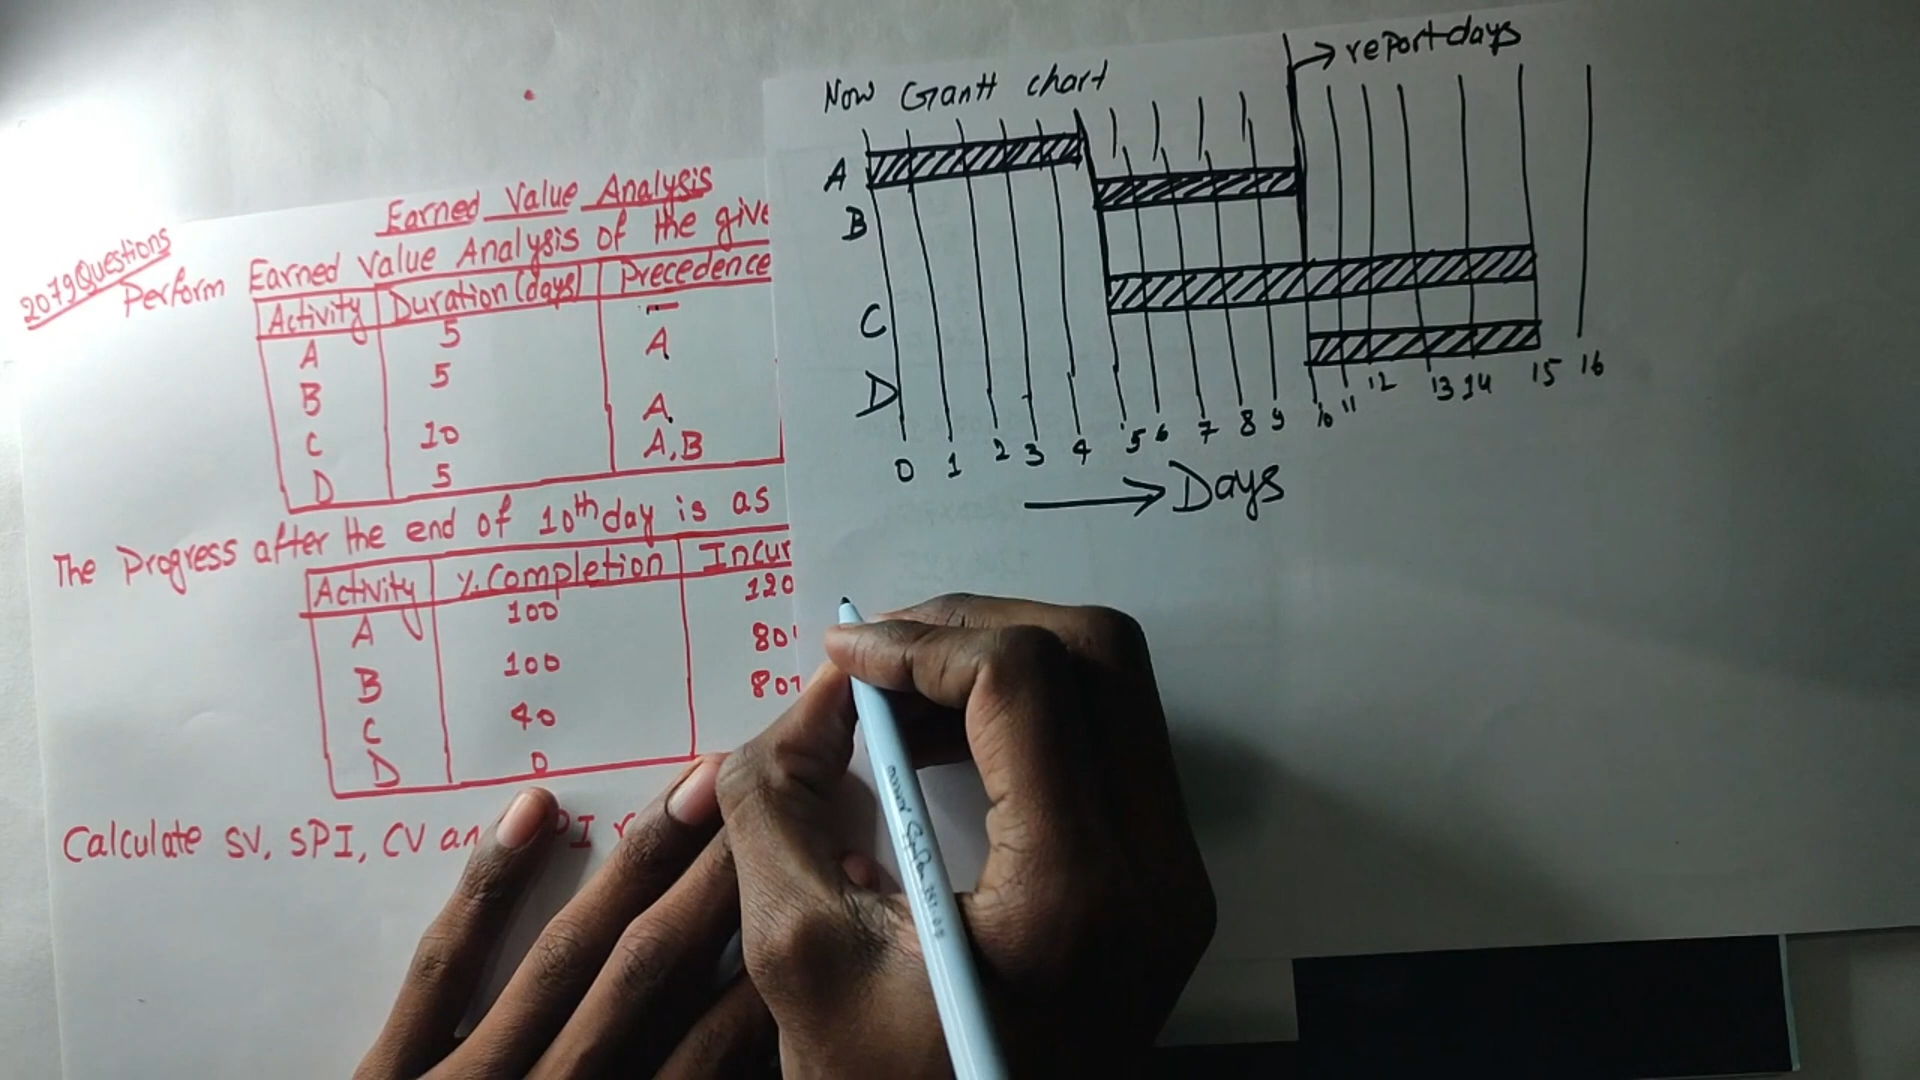 Earned Value Analysis
2079 Questions
Perform Earned Value Analysis of the give
Activity Duration (days) Precedence
A 5 -
B 5 A
C 10 A
D 5 A, B
The Progress after the end of 10th day is as
Activity %. Completion Incur
A 100 120
B 100 80
C 40 80
D 0
Calculate SV, SPI, CV an PI
Now Gantt chart
→ report days
A
B
C
D
0 1 2 3 4 5 6 7 8 9 10 11 12 13 14 15 16
→ Days